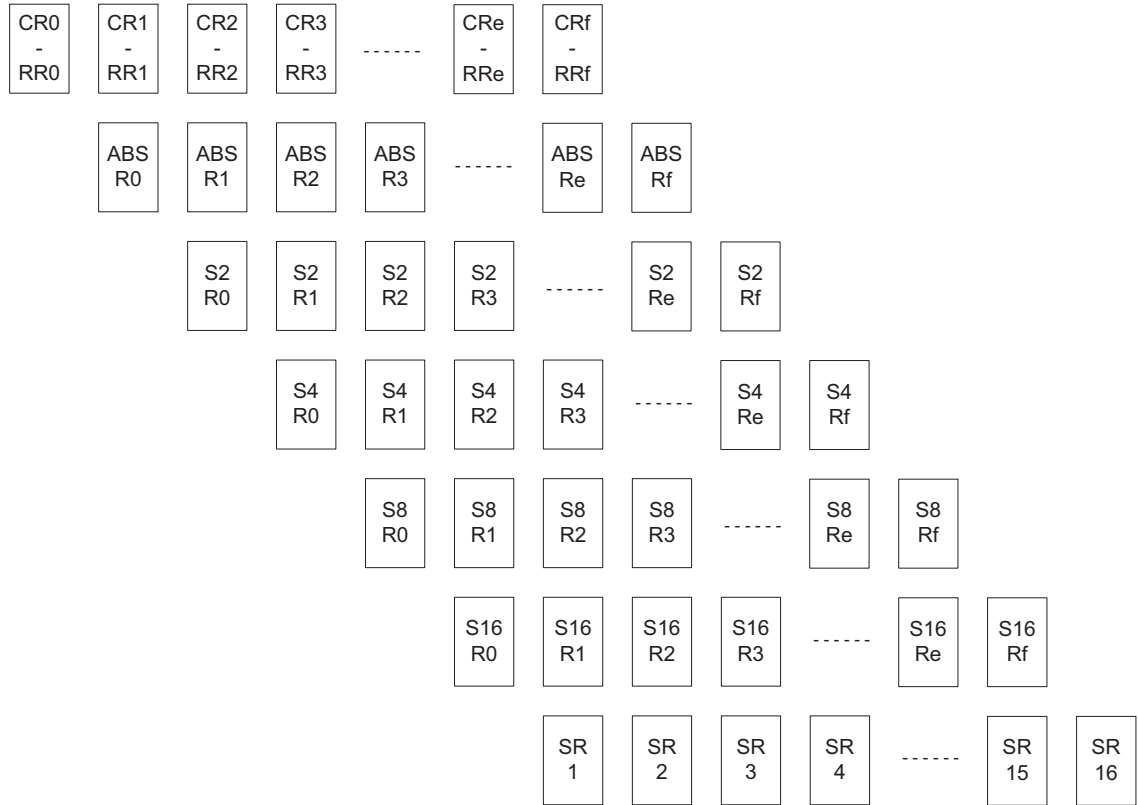 CR0 CR1 CR2 CR3 CRe CRf
- - - - ------ - -
RR0 RR1 RR2 RR3 RRe RRf
ABS ABS ABS ABS ------ ABS ABS
R0 R1 R2 R3 Re Rf
S2 S2 S2 S2 ------ S2 S2
R0 R1 R2 R3 Re Rf
S4 S4 S4 S4 ------ S4 S4
R0 R1 R2 R3 Re Rf
S8 S8 S8 S8 ------ S8 S8
R0 R1 R2 R3 Re Rf
S16 S16 S16 S16 ------ S16 S16
R0 R1 R2 R3 Re Rf
SR SR SR SR ------ SR SR
1 2 3 4 15 16